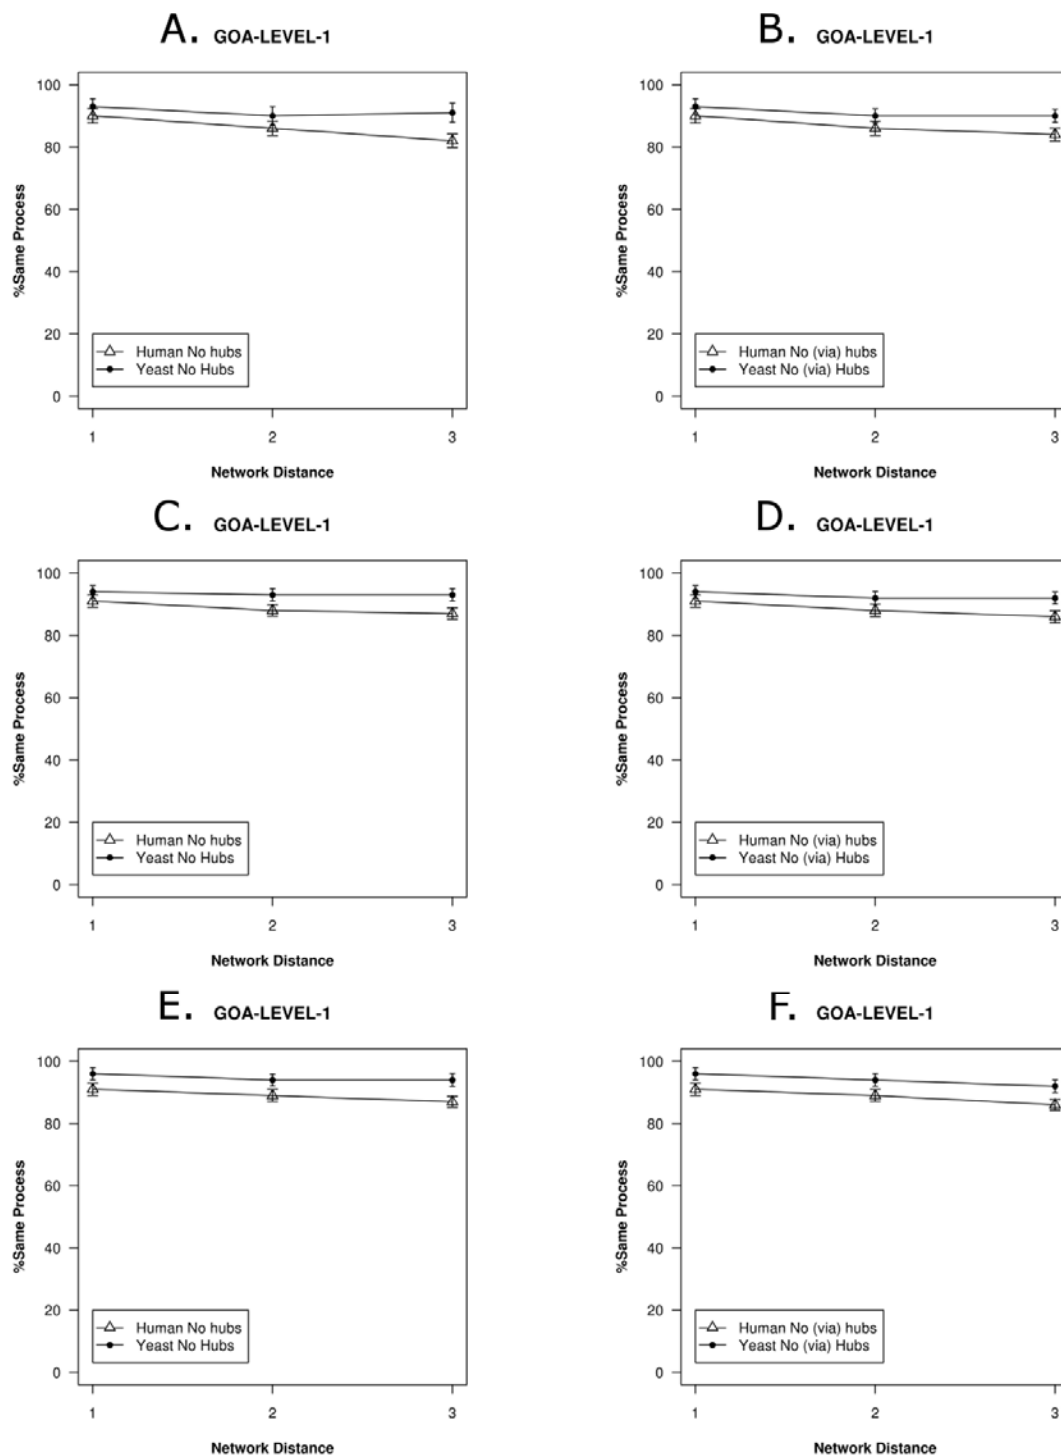 A. GOA-LEVEL-1
%Same Process
100
80
60
40
20
0
Human No hubs
Yeast No Hubs
1 2 3
Network Distance
B. GOA-LEVEL-1
%Same Process
100
80
60
40
20
0
Human No (via) hubs
Yeast No (via) Hubs
1 2 3
Network Distance
C. GOA-LEVEL-1
%Same Process
100
80
60
40
20
0
Human No hubs
Yeast No Hubs
1 2 3
Network Distance
D. GOA-LEVEL-1
%Same Process
100
80
60
40
20
0
Human No (via) hubs
Yeast No (via) Hubs
1 2 3
Network Distance
E. GOA-LEVEL-1
%Same Process
100
80
60
40
20
0
Human No hubs
Yeast No Hubs
1 2 3
Network Distance
F. GOA-LEVEL-1
%Same Process
100
80
60
40
20
0
Human No (via) hubs
Yeast No (via) Hubs
1 2 3
Network Distance